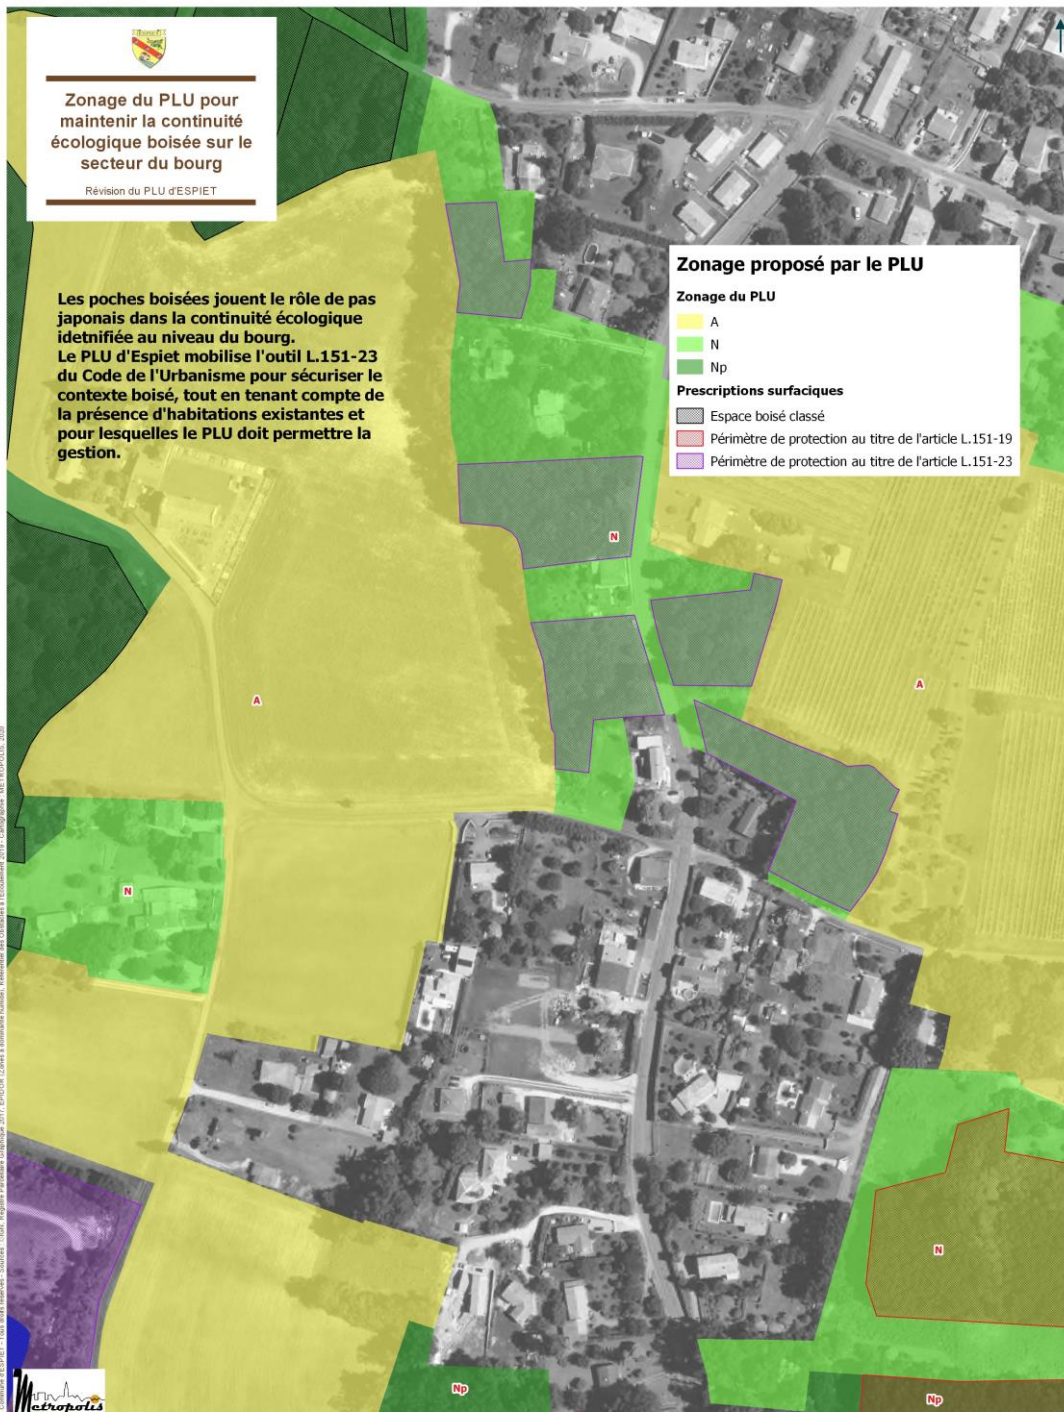 Zonage du PLU pour
maintenir la continuité
écologique boisée sur le
secteur du bourg
Révision du PLU d'ESPIET
Les poches boisées jouent le rôle de pas
japonais dans la continuité écologique
idetnifiée au niveau du bourg.
Le PLU d'Espiet mobilise l'outil L.151-23
du Code de l'Urbanisme pour sécuriser le
contexte boisé, tout en tenant compte de
la présence d'habitations existantes et
pour lesquelles le PLU doit permettre la
gestion.
Zonage proposé par le PLU
Zonage du PLU
A
N
Np
Prescriptions surfaciques
Espace boisé classé
Périmètre de protection au titre de l'article L.151-19
Périmètre de protection au titre de l'article L.151-23
N
A
A
N
N
Np
Np
Metropolis